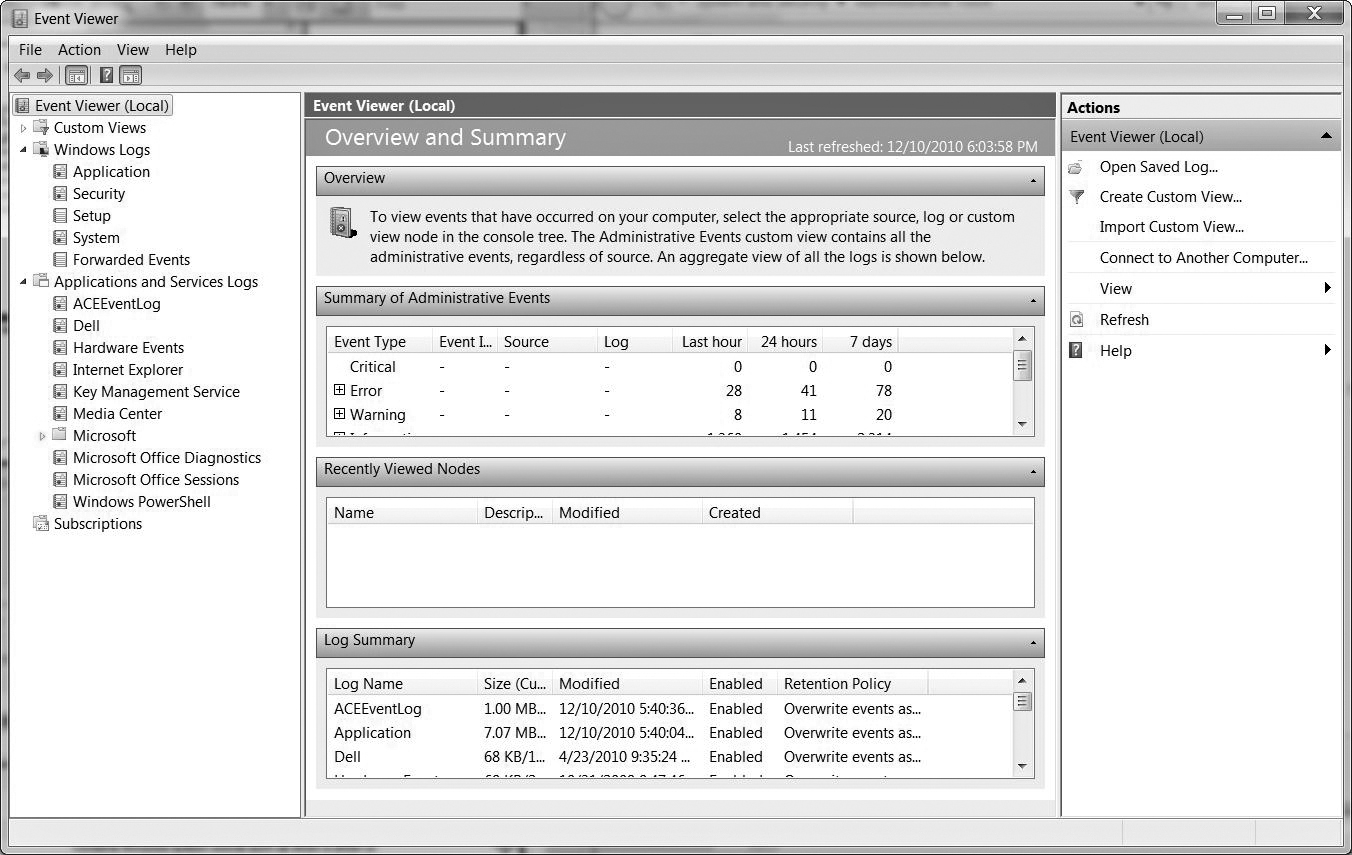 Event Viewer
File Action View Help
Event Viewer (Local)
Custom Views
Windows Logs
Application
Security
Setup
System
Forwarded Events
Applications and Services Logs
ACEEventLog
Dell
Hardware Events
Internet Explorer
Key Management Service
Media Center
Microsoft
Microsoft Office Diagnostics
Microsoft Office Sessions
Windows PowerShell
Subscriptions
Event Viewer (Local)
Overview and Summary
Last refreshed: 12/10/2010 6:03:58 PM
Overview
To view events that have occurred on your computer, select the appropriate source, log or custom
view node in the console tree. The Administrative Events custom view contains all the
administrative events, regardless of source. An aggregate view of all the logs is shown below.
Summary of Administrative Events
Event Type Event I... Source Log Last hour 24 hours 7 days
Critical - - - 0 0 0
Error - - - 28 41 78
Warning - - - 8 11 20
Recently Viewed Nodes
Name Descrip... Modified Created
Log Summary
Log Name Size (Cu... Modified Enabled Retention Policy
ACEEventLog 1.00 MB... 12/10/2010 5:40:36... Enabled Overwrite events as...
Application 7.07 MB... 12/10/2010 5:40:04... Enabled Overwrite events as...
Dell 68 KB/1... 4/23/2010 9:35:24 ... Enabled Overwrite events as...
Actions
Event Viewer (Local)
Open Saved Log...
Create Custom View...
Import Custom View...
Connect to Another Computer...
View
Refresh
Help